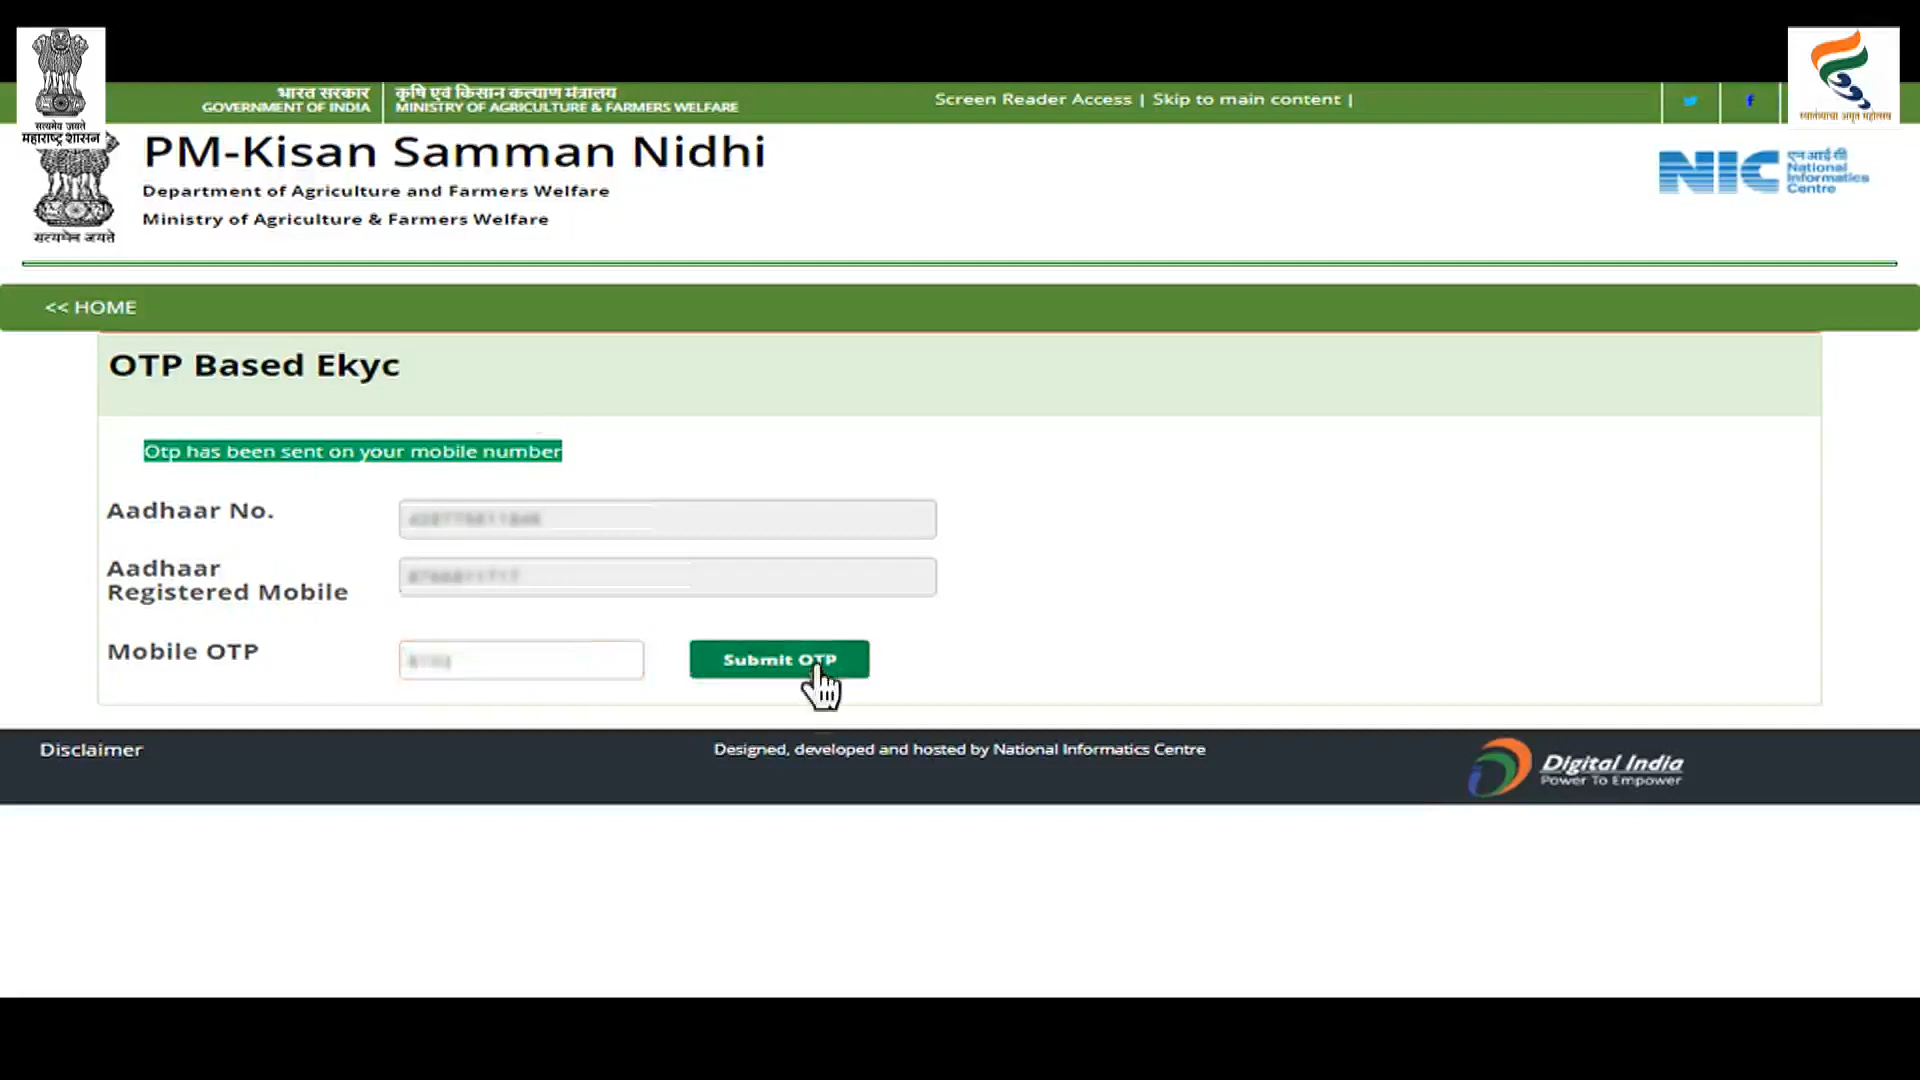 भारत सरकार
GOVERNMENT OF INDIA
कृषि एवं किसान कल्याण मंत्रालय
MINISTRY OF AGRICULTURE & FARMERS WELFARE
Screen Reader Access | Skip to main content |
सत्यमेव जयते
महाराष्ट्र शासन
स्वातंत्र्याचा अमृत महोत्सव
PM-Kisan Samman Nidhi
Department of Agriculture and Farmers Welfare
Ministry of Agriculture & Farmers Welfare
सत्यमेव जयते
NIC
एन आई सी
National
Informatics
Centre
<< HOME
OTP Based Ekyc
Otp has been sent on your mobile number
Aadhaar No.
Aadhaar
Registered Mobile
Mobile OTP
Submit OTP
Disclaimer
Designed, developed and hosted by National Informatics Centre
Digital India
Power To Empower